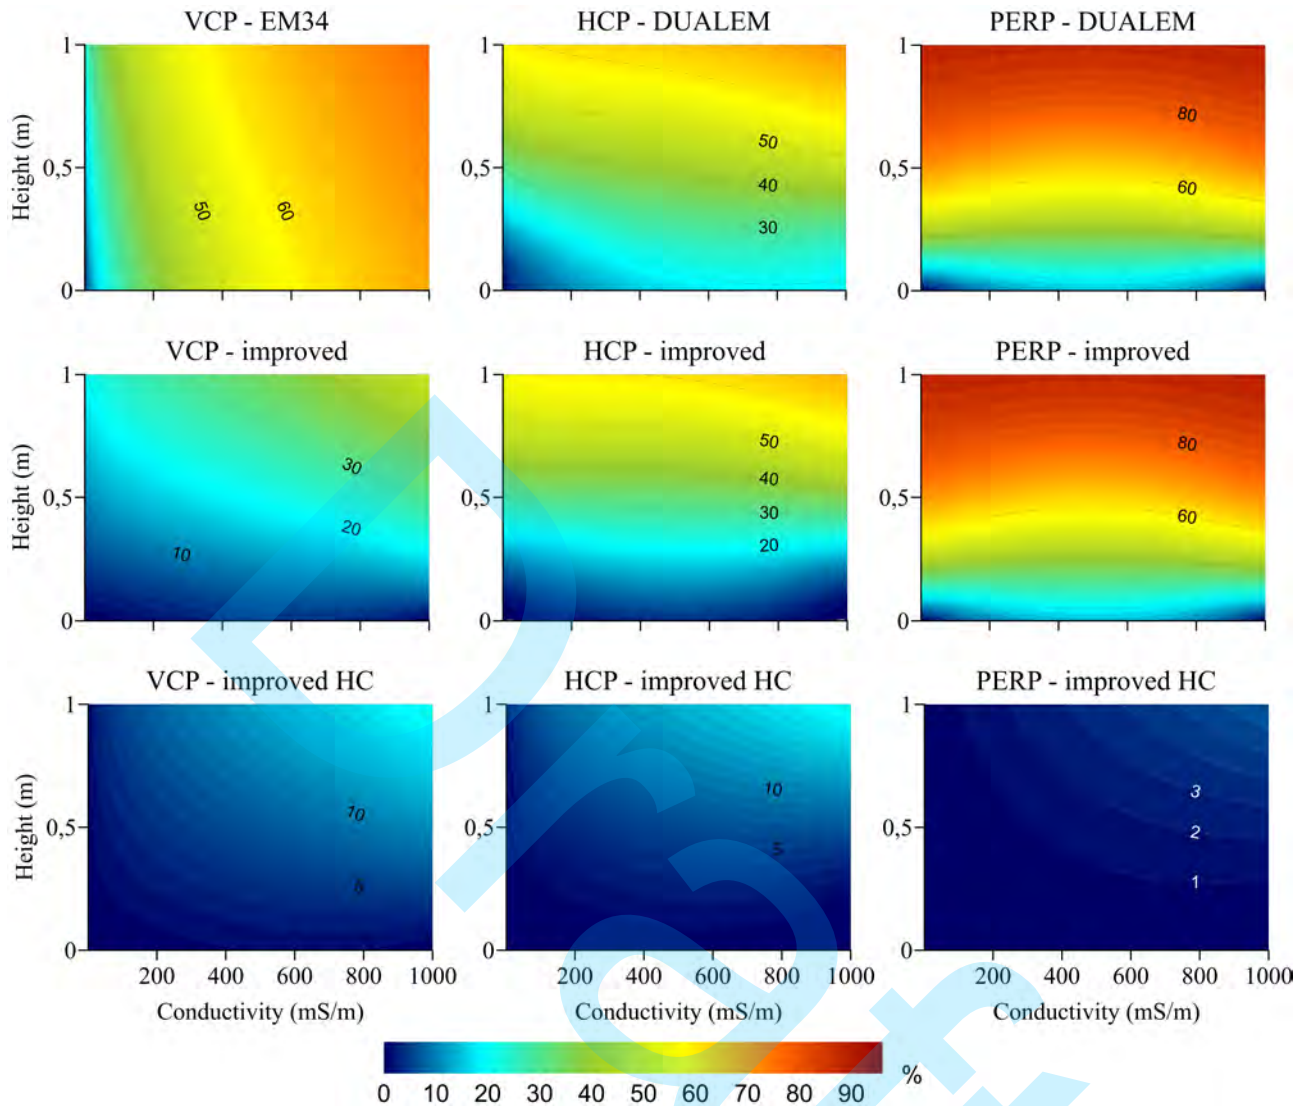 VCP - EM34
HCP - DUALEM
PERP - DUALEM
Height (m)
1
0,5
0
50
60
1
0,5
0
50
40
30
1
0,5
0
80
60
VCP - improved
HCP - improved
PERP - improved
Height (m)
1
0,5
0
10
20
30
1
0,5
0
50
40
30
20
1
0,5
0
80
60
VCP - improved HC
HCP - improved HC
PERP - improved HC
Height (m)
1
0,5
0
10
5
1
0,5
0
10
5
1
0,5
0
3
2
1
200 400 600 800 1000
200 400 600 800 1000
200 400 600 800 1000
Conductivity (mS/m)
Conductivity (mS/m)
Conductivity (mS/m)
0 10 20 30 40 50 60 70 80 90
%
Draft